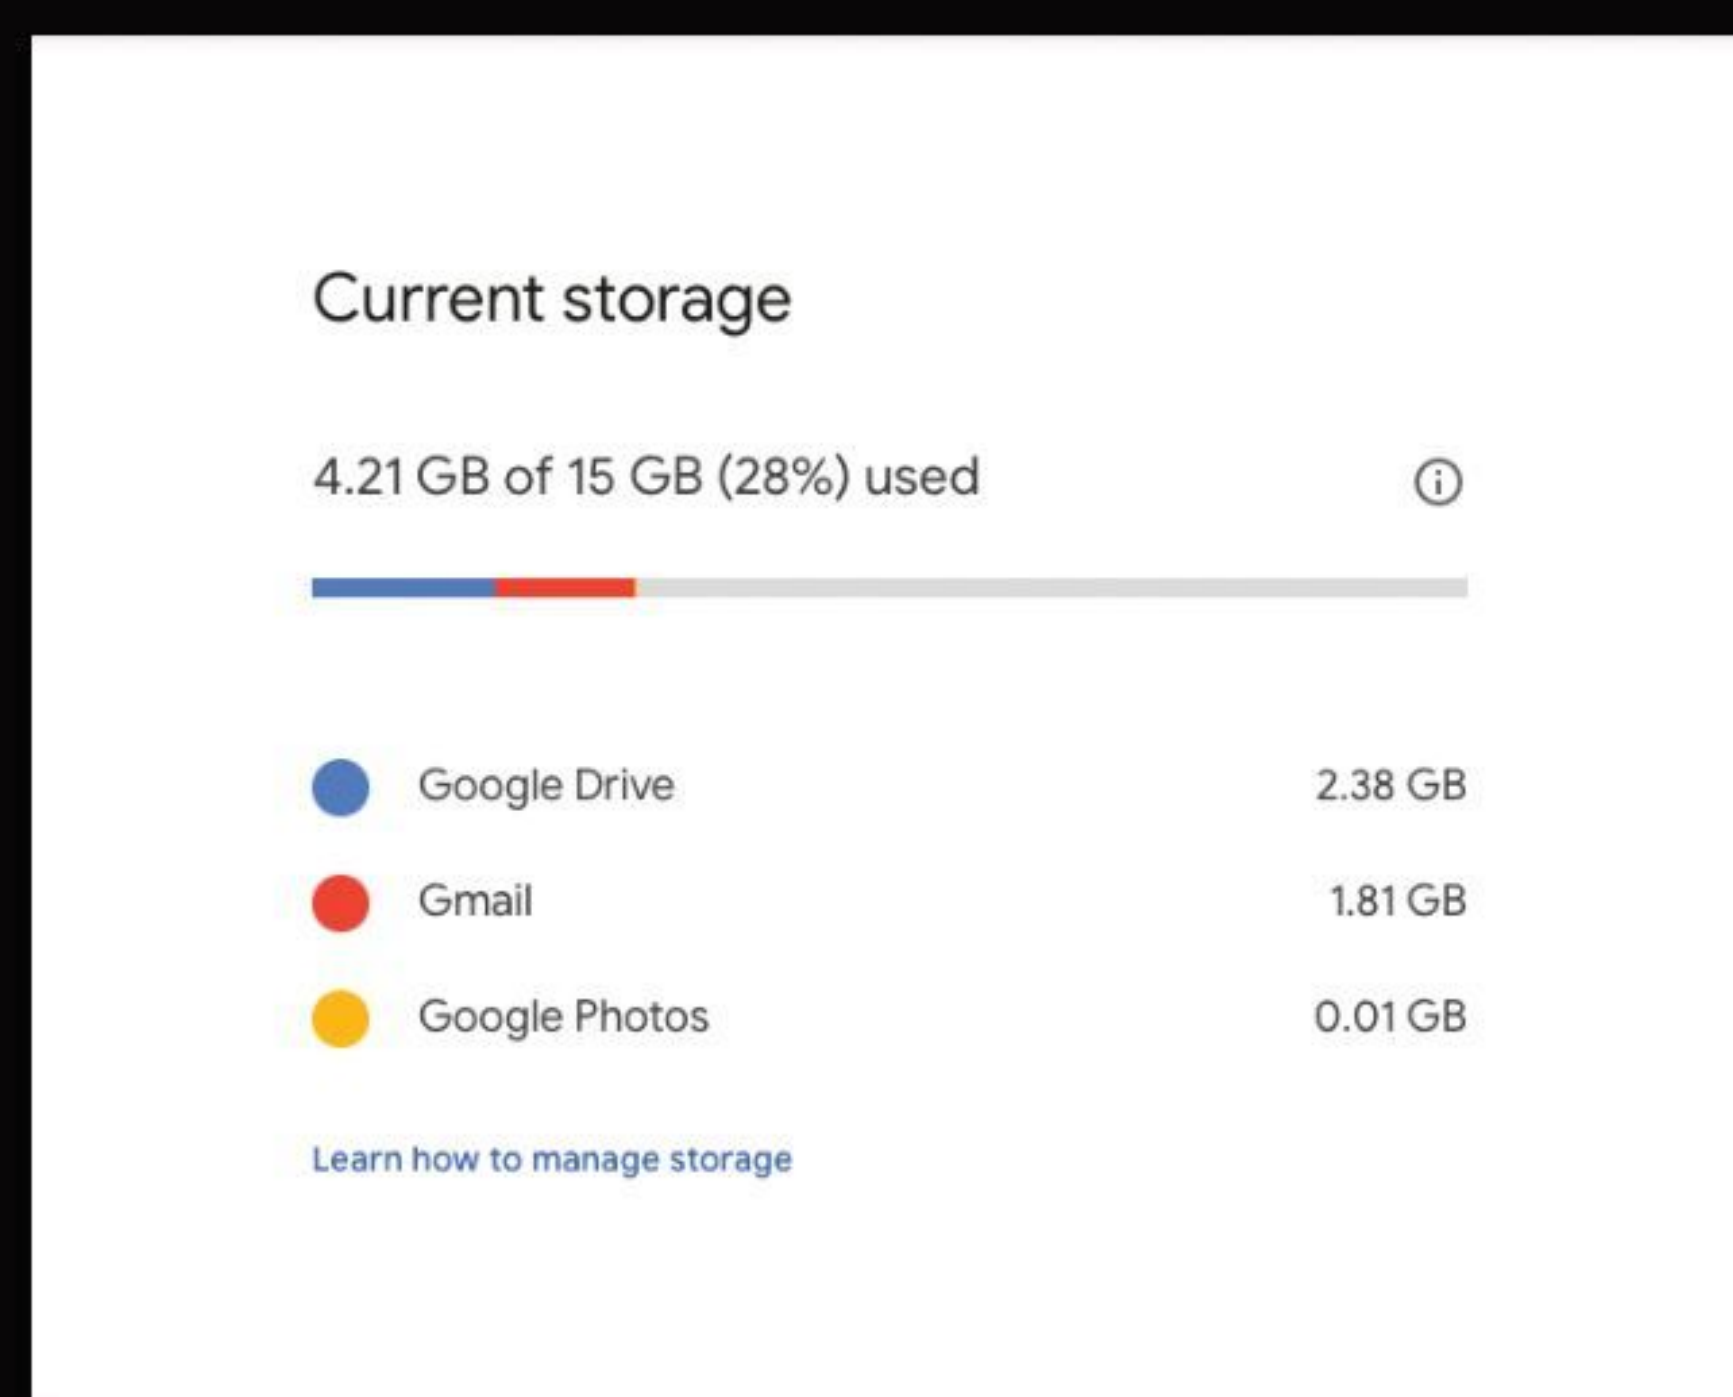 Current storage
4.21 GB of 15 GB (28%) used
Google Drive 2.38 GB
Gmail 1.81 GB
Google Photos 0.01 GB
Learn how to manage storage